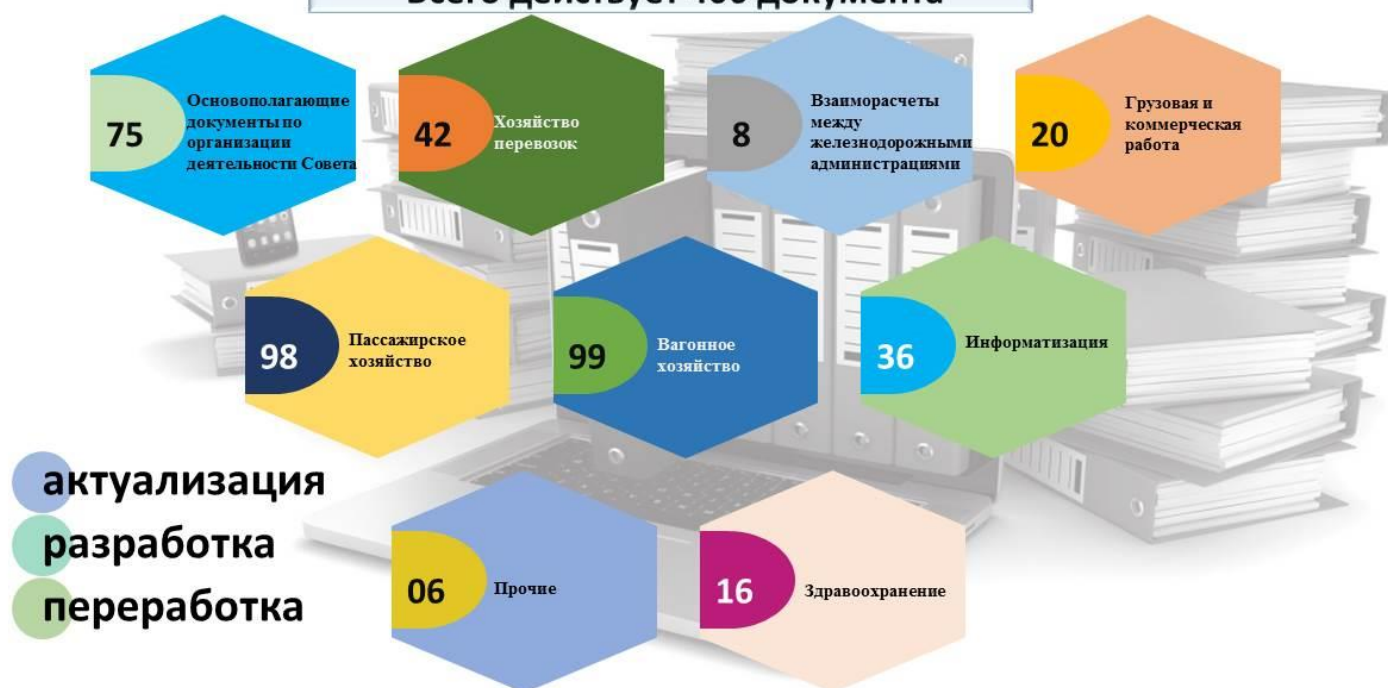 75
Основополагающие
документы по
организации
деятельности Совета
42
Хозяйство
перевозок
8
Взаиморасчеты
между
железнодорожными
администрациями
20
Грузовая и
коммерческая
работа
98
Пассажирское
хозяйство
99
Вагонное
хозяйство
36
Информатизация
актуализация
разработка
переработка
06
Прочие
16
Здравоохранение